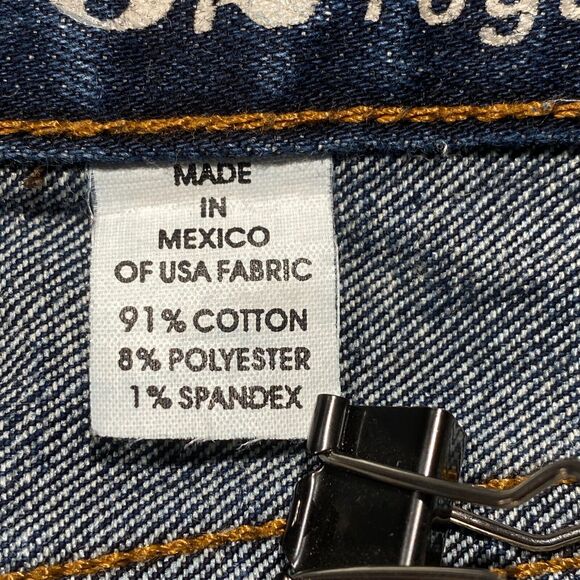 MADE
IN
MEXICO
OF USA FABRIC
91% COTTON
8% POLYESTER
1% SPANDEX